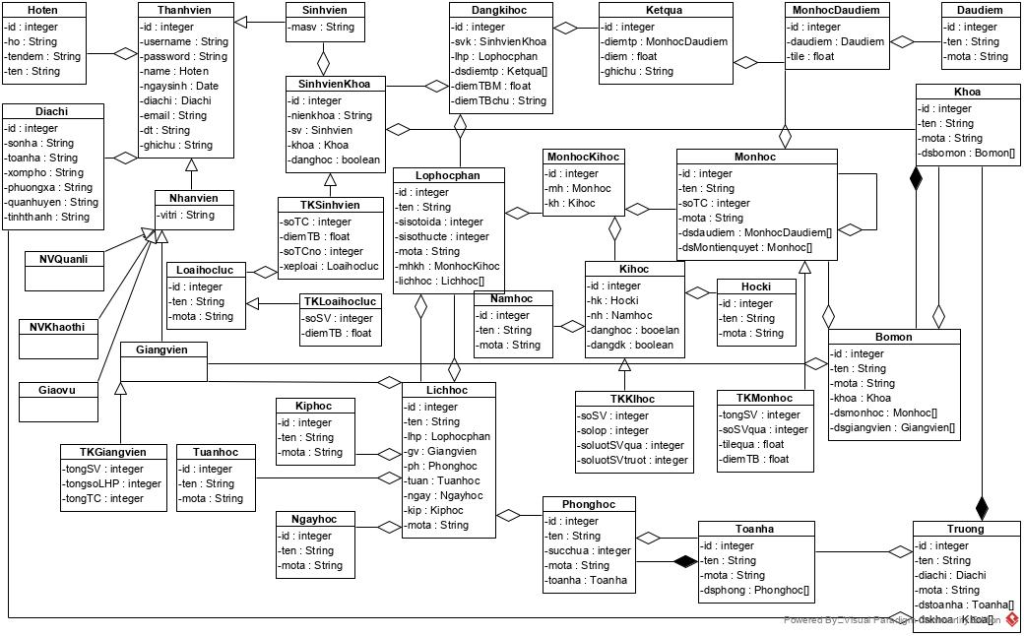 Hoten
-id : integer
-ho : String
-tendem : String
-ten : String
Thanhvien
-id : integer
-username : String
-password : String
-name : Hoten
-ngaysinh : Date
-diachi : Diachi
-email : String
-dt : String
-ghichu : String
Sinhvien
-masv : String
Dangkihoc
-id : integer
-svk : SinhvienKhoa
-lhp : Lophocphan
-dsdiemtp : Ketqua[]
-diemTBM : float
-diemTBchu : String
Ketqua
-id : integer
-diemtp : MonhocDaudiem
-diem : float
-ghichu : String
MonhocDaudiem
-id : integer
-daudiem : Daudiem
-tile : float
Daudiem
-id : integer
-ten : String
-mota : String
Diachi
-id : integer
-sonha : String
-toanha : String
-xompho : String
-phuongxa : String
-quanhuyen : String
-tinhthanh : String
SinhvienKhoa
-id : integer
-nienkhoa : String
-sv : Sinhvien
-khoa : Khoa
-danghoc : boolean
Khoa
-id : integer
-ten : String
-mota : String
-dsbomon : Bomon[]
Nhanvien
-vitri : String
TKSinhvien
-soTC : integer
-diemTB : float
-soTCno : integer
-xeploai : Loaihocluc
Lophocphan
-id : integer
-ten : String
-sisotoida : integer
-sisothucte : integer
-mota : String
-mhkh : MonhocKihoc
-lichhoc : Lichhoc[]
MonhocKihoc
-id : integer
-mh : Monhoc
-kh : Kihoc
Monhoc
-id : integer
-ten : String
-soTC : integer
-mota : String
-dsdaudiem : MonhocDaudiem[]
-dsMontienquyet : Monhoc[]
NVQuanli
Loaihocluc
-id : integer
-ten : String
-mota : String
TKLoaihocluc
-soSV : integer
-diemTB : float
Namhoc
-id : integer
-ten : String
-mota : String
Kihoc
-id : integer
-hk : Hocki
-nh : Namhoc
-danghoc : booelan
-dangdk : boolean
Hocki
-id : integer
-ten : String
-mota : String
NVKhaothi
Giangvien
Giaovu
Bomon
-id : integer
-ten : String
-mota : String
-khoa : Khoa
-dsmonhoc : Monhoc[]
-dsgiangvien : Giangvien[]
Kiphoc
-id : integer
-ten : String
-mota : String
Lichhoc
-id : integer
-ten : String
-lhp : Lophocphan
-gv : Giangvien
-ph : Phonghoc
-tuan : Tuanhoc
-ngay : Ngayhoc
-kip : Kiphoc
-mota : String
TKKIhoc
-soSV : integer
-solop : integer
-soluotSVqua : integer
-soluotSVtruot : integer
TKMonhoc
-tongSV : integer
-soSVqua : integer
-tilequa : float
-diemTB : float
TKGiangvien
-tongSV : integer
-tongsoLHP : integer
-tongTC : integer
Tuanhoc
-id : integer
-ten : String
-mota : String
Ngayhoc
-id : integer
-ten : String
-mota : String
Phonghoc
-id : integer
-ten : String
-succhua : integer
-mota : String
-toanha : Toanha
Toanha
-id : integer
-ten : String
-mota : String
-dsphong : Phonghoc[]
Truong
-id : integer
-ten : String
-diachi : Diachi
-mota : String
-dstoanha : Toanha[]
-dskhoa : Khoa[]
Powered By Visual Paradigm